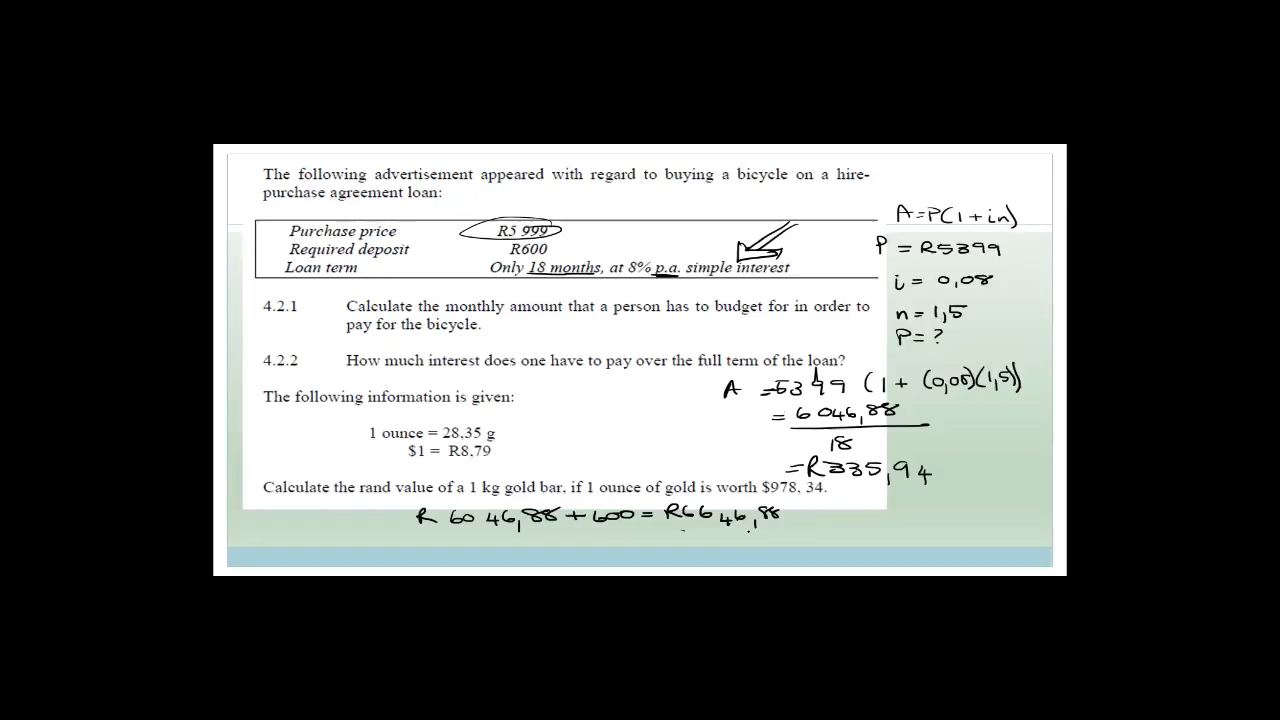 The following advertisement appeared with regard to buying a bicycle on a hire-
purchase agreement loan:
Purchase price R5 999
Required deposit R600
Loan term Only 18 months, at 8% p.a. simple interest
A=P(1+in)
P = R5399
i = 0,08
n = 1,5
P= ?
4.2.1 Calculate the monthly amount that a person has to budget for in order to
pay for the bicycle.
4.2.2 How much interest does one have to pay over the full term of the loan?
A =5399 (1 + (0,08)(1,5))
= 6 046,88
18
=R335,94
The following information is given:
1 ounce = 28,35 g
$1 = R8,79
Calculate the rand value of a 1 kg gold bar, if 1 ounce of gold is worth $978, 34.
R 6046,88 + 600 = R6646,88